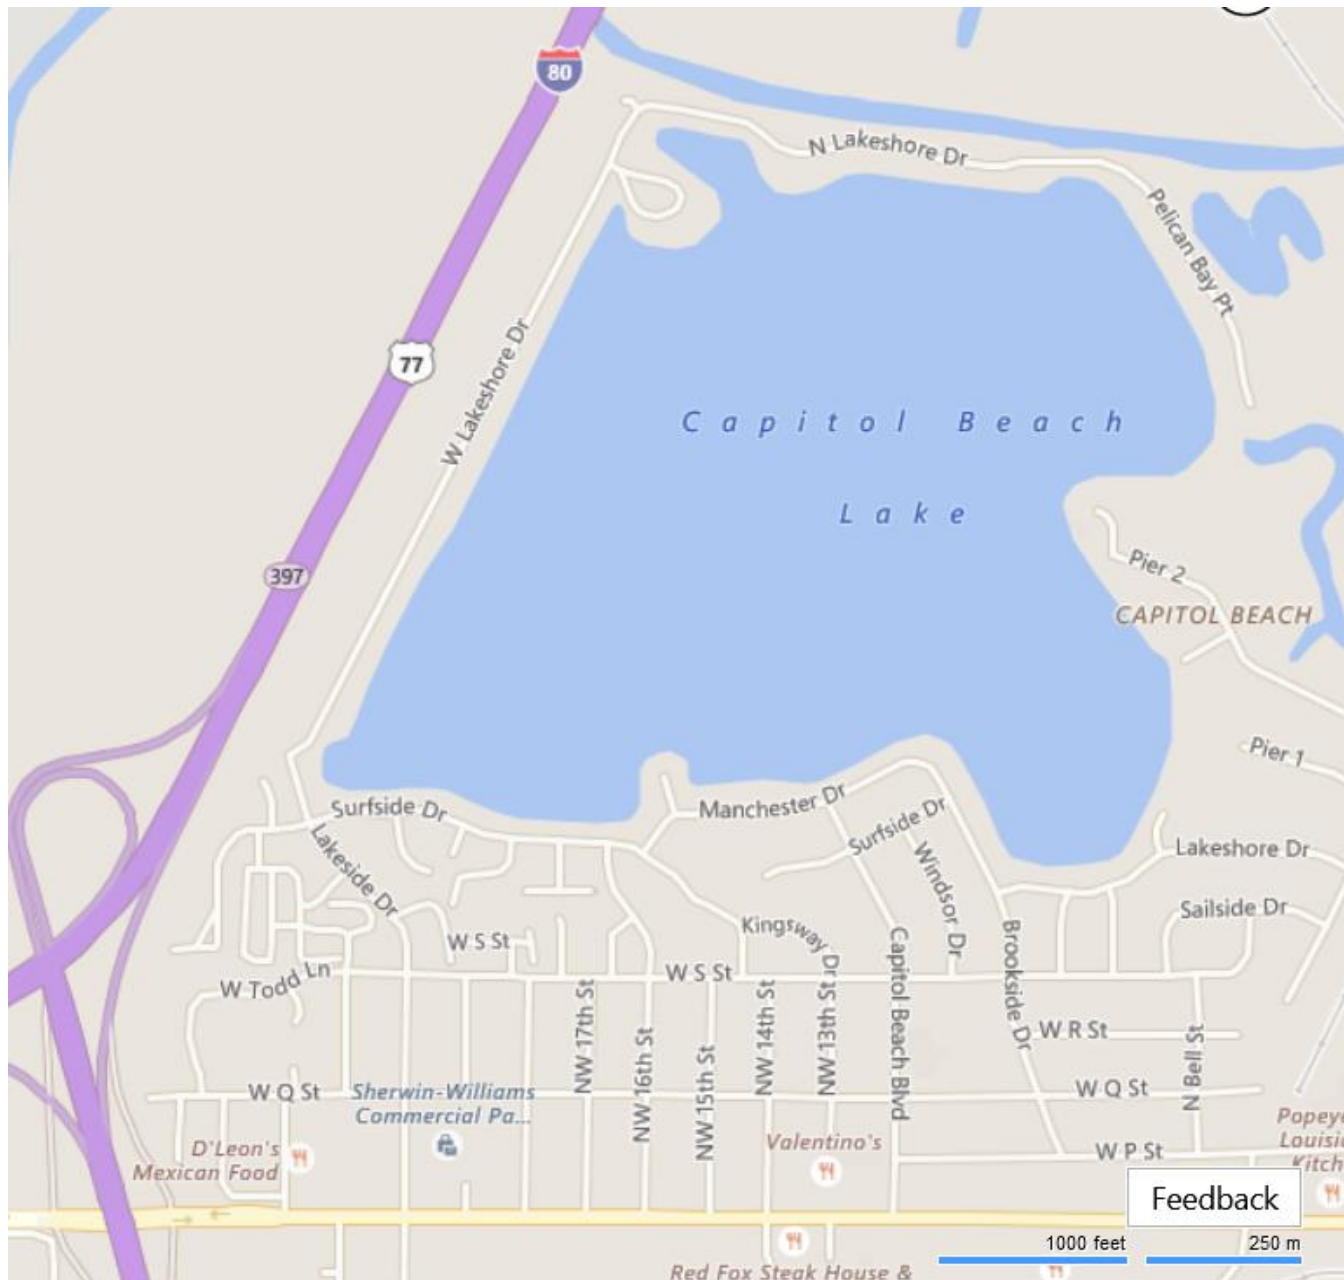 80
N Lakeshore Dr
Pelican Bay Pt
77
W Lakeshore Dr
Capitol Beach
Lake
397
Pier 2
CAPITOL BEACH
Pier 1
Surfside Dr
Manchester Dr
Surfside Dr
Lakeside Dr
Windsor Dr
Lakeshore Dr
Sailside Dr
Kingsway Dr
W S St
Capitol Beach Blvd
Brookside Dr
W Todd Ln
W S St
NW 17th St
NW 16th St
NW 15th St
NW 14th St
NW 13th St
W R St
N Bell St
W Q St
Sherwin-Williams
Commercial Pa...
W Q St
D'Leon's
Mexican Food
Valentino's
W P St
Popeye
Louisi
Kitch
Feedback
1000 feet
250 m
Red Fox Steak House &